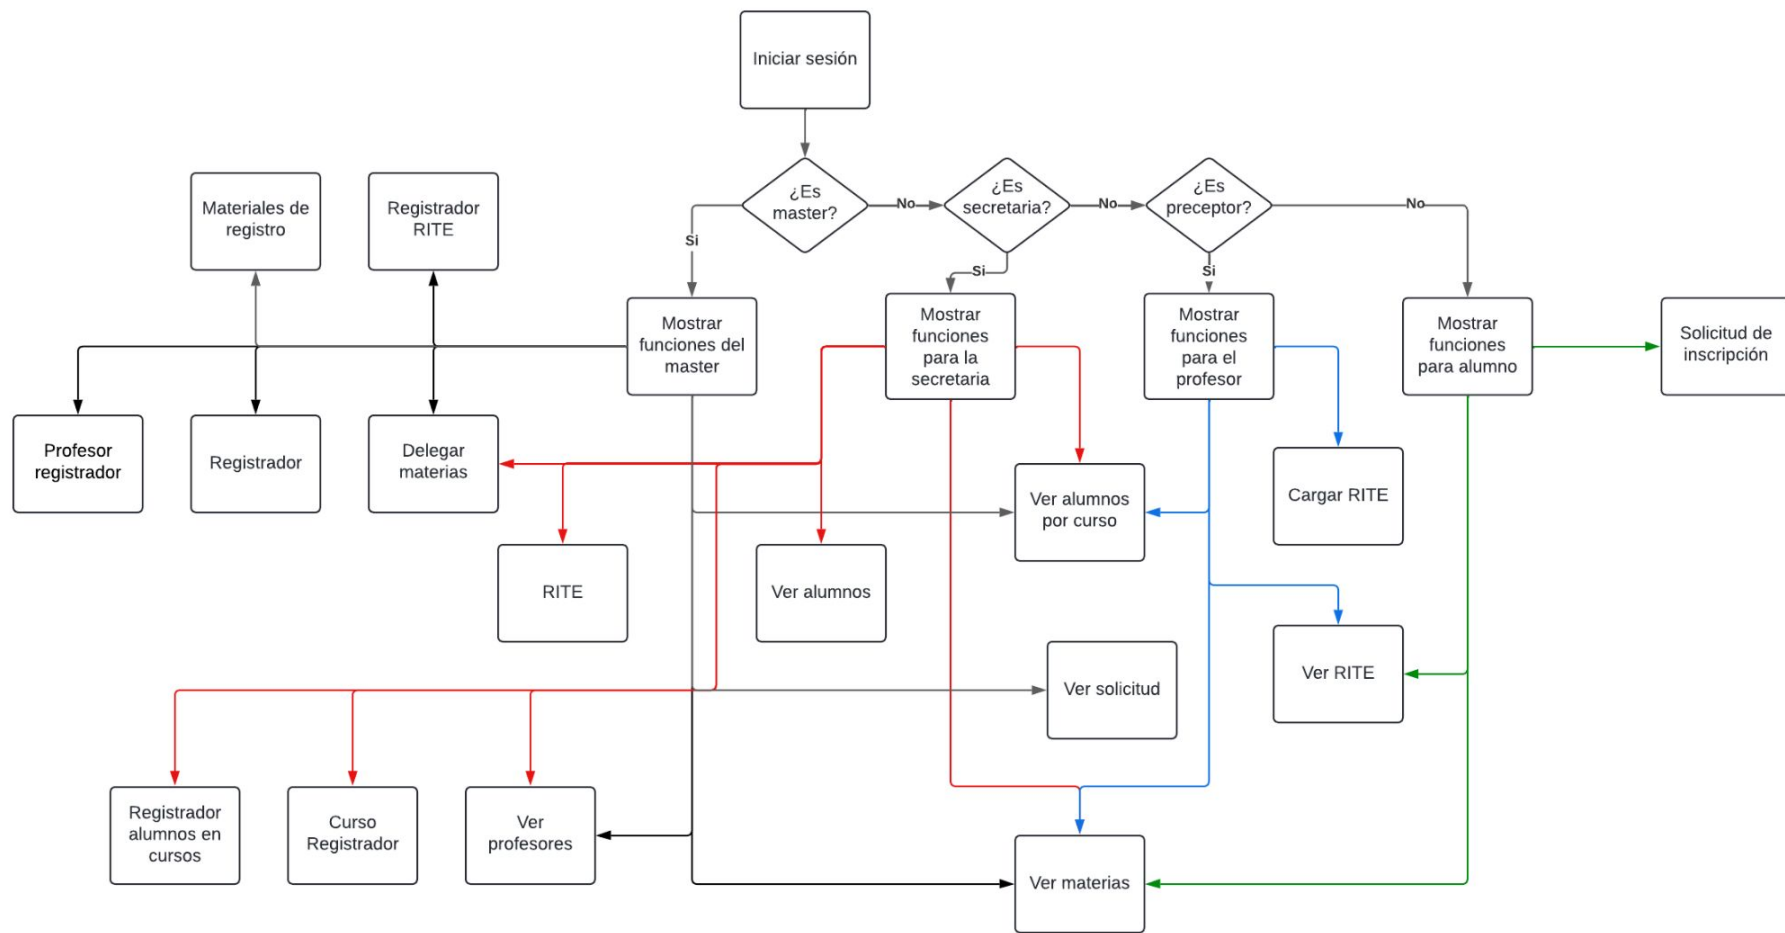 Iniciar sesión
¿Es
master?
No
¿Es
secretaria?
No
¿Es
preceptor?
No
Si
Si
Si
Materiales de
registro
Registrador
RITE
Mostrar
funciones del
master
Mostrar
funciones
para la
secretaria
Mostrar
funciones
para el
profesor
Mostrar
funciones
para alumno
Solicitud de
inscripción
Profesor
registrador
Registrador
Delegar
materias
Ver alumnos
por curso
Cargar RITE
RITE
Ver alumnos
Ver solicitud
Ver RITE
Registrador
alumnos en
cursos
Curso
Registrador
Ver
profesores
Ver materias